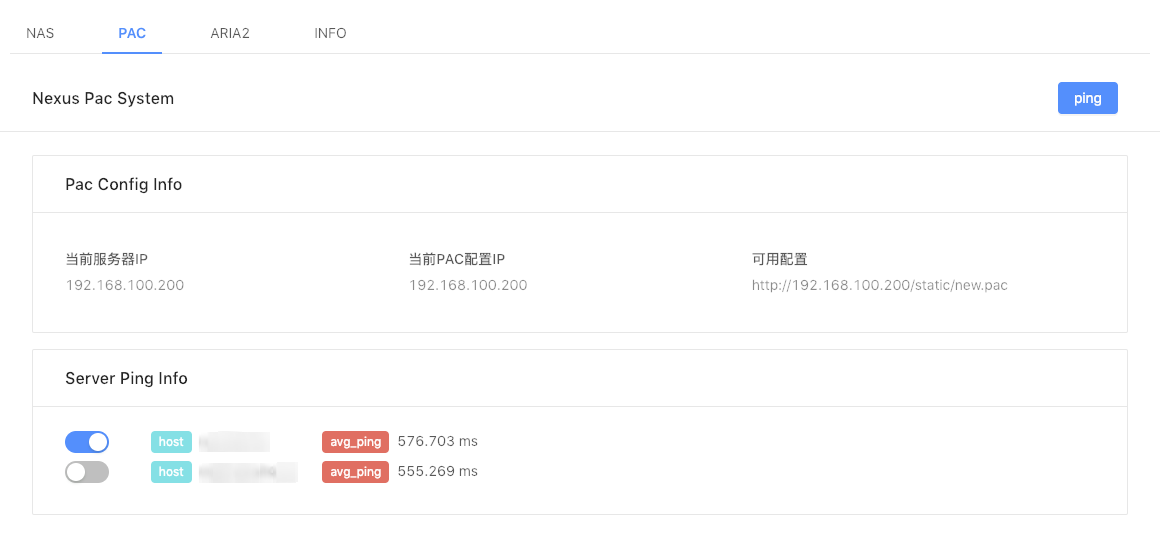 NAS PAC ARIA2 INFO
Nexus Pac System ping
Pac Config Info
当前服务器IP 当前PAC配置IP 可用配置
192.168.100.200 192.168.100.200 http://192.168.100.200/static/new.pac
Server Ping Info
host avg_ping 576.703 ms
host avg_ping 555.269 ms